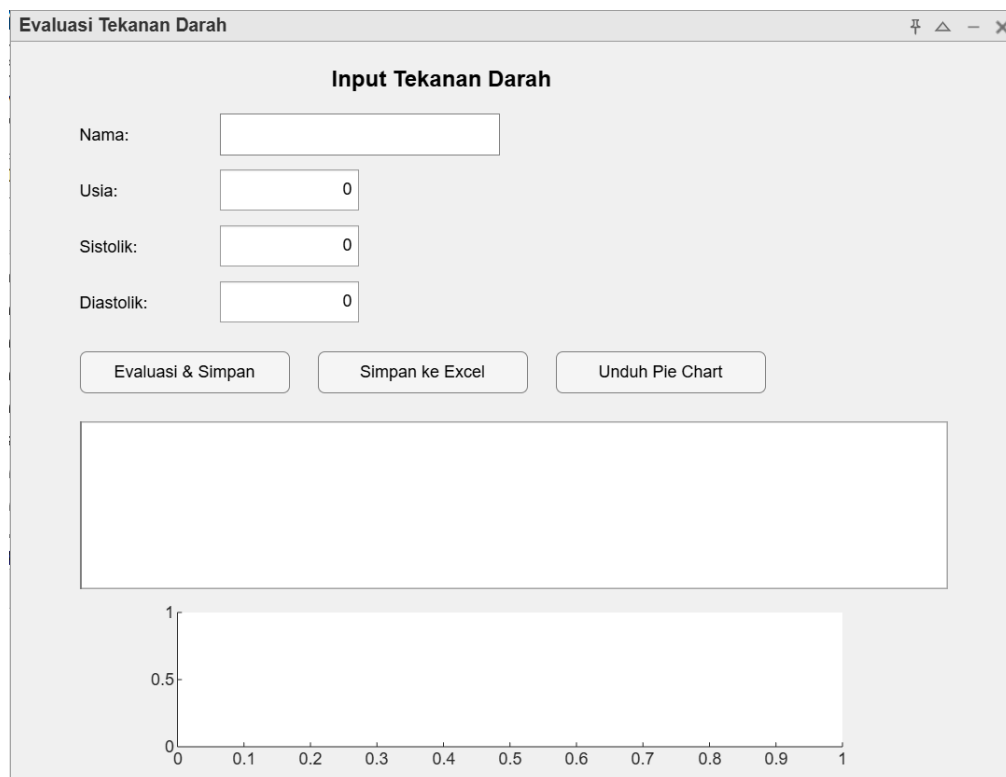 Evaluasi Tekanan Darah
Input Tekanan Darah
Nama:
Usia: 0
Sistolik: 0
Diastolik: 0
Evaluasi & Simpan Simpan ke Excel Unduh Pie Chart
1
0.5
0
0 0.1 0.2 0.3 0.4 0.5 0.6 0.7 0.8 0.9 1